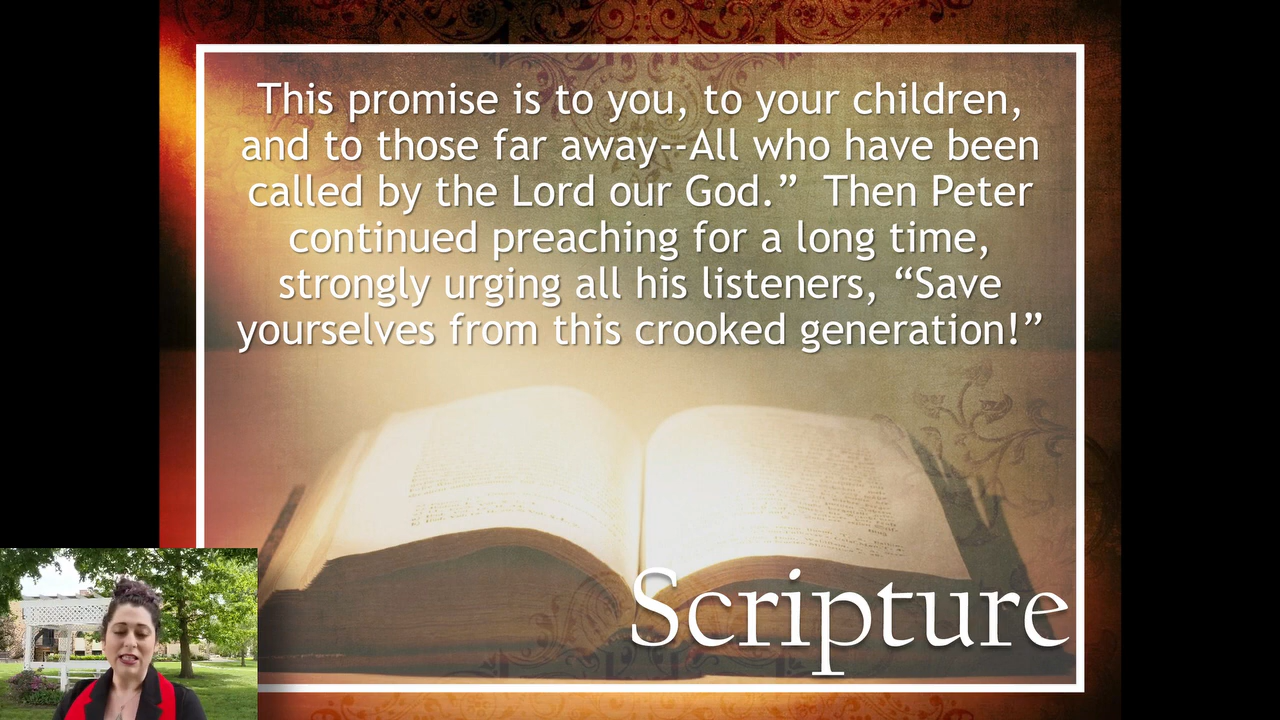 This promise is to you, to your children,
and to those far away--All who have been
called by the Lord our God.”  Then Peter
continued preaching for a long time,
strongly urging all his listeners, “Save
yourselves from this crooked generation!”
Scripture